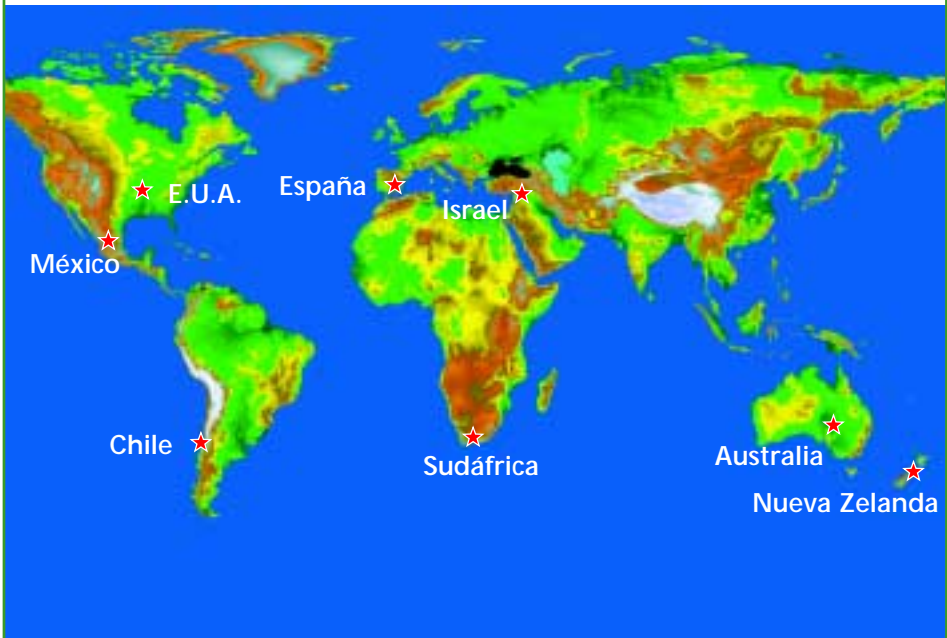 E.U.A.
España
Israel
México
Chile
Sudáfrica
Australia
Nueva Zelanda